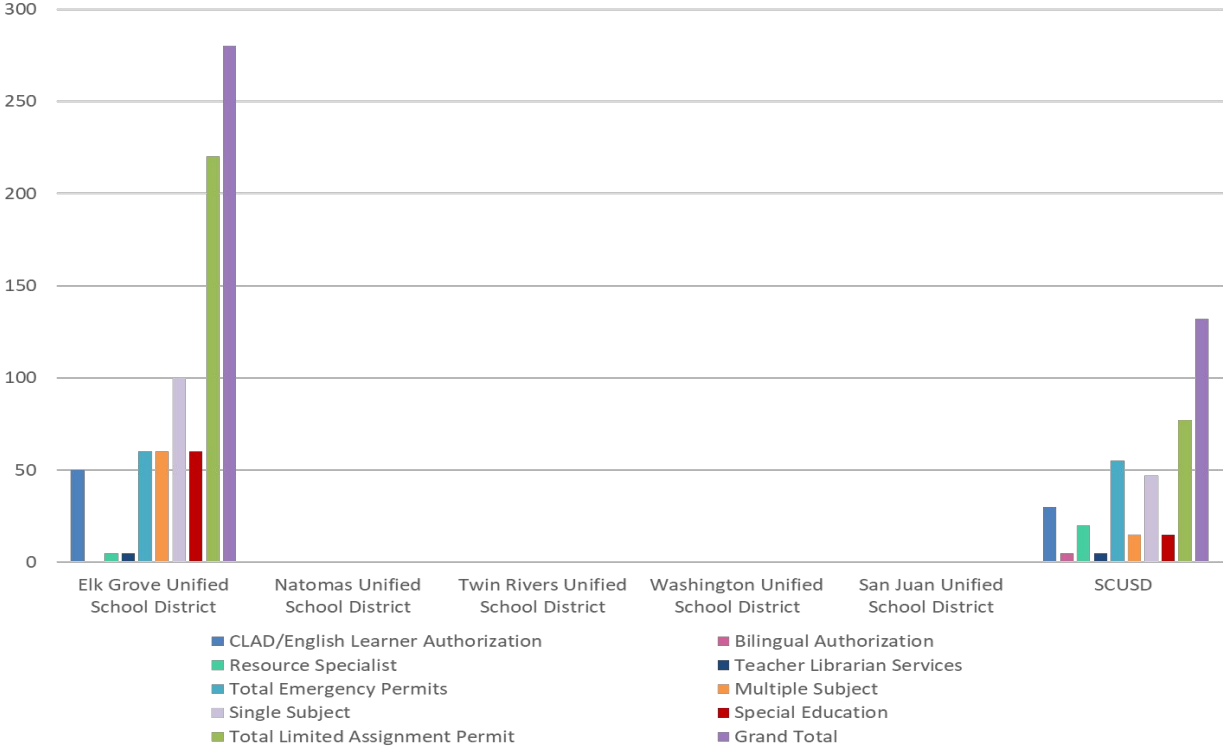 300
250
200
150
100
50
0
Elk Grove Unified School District
Natomas Unified School District
Twin Rivers Unified School District
Washington Unified School District
San Juan Unified School District
SCUSD
CLAD/English Learner Authorization
Bilingual Authorization
Resource Specialist
Teacher Librarian Services
Total Emergency Permits
Multiple Subject
Single Subject
Special Education
Total Limited Assignment Permit
Grand Total